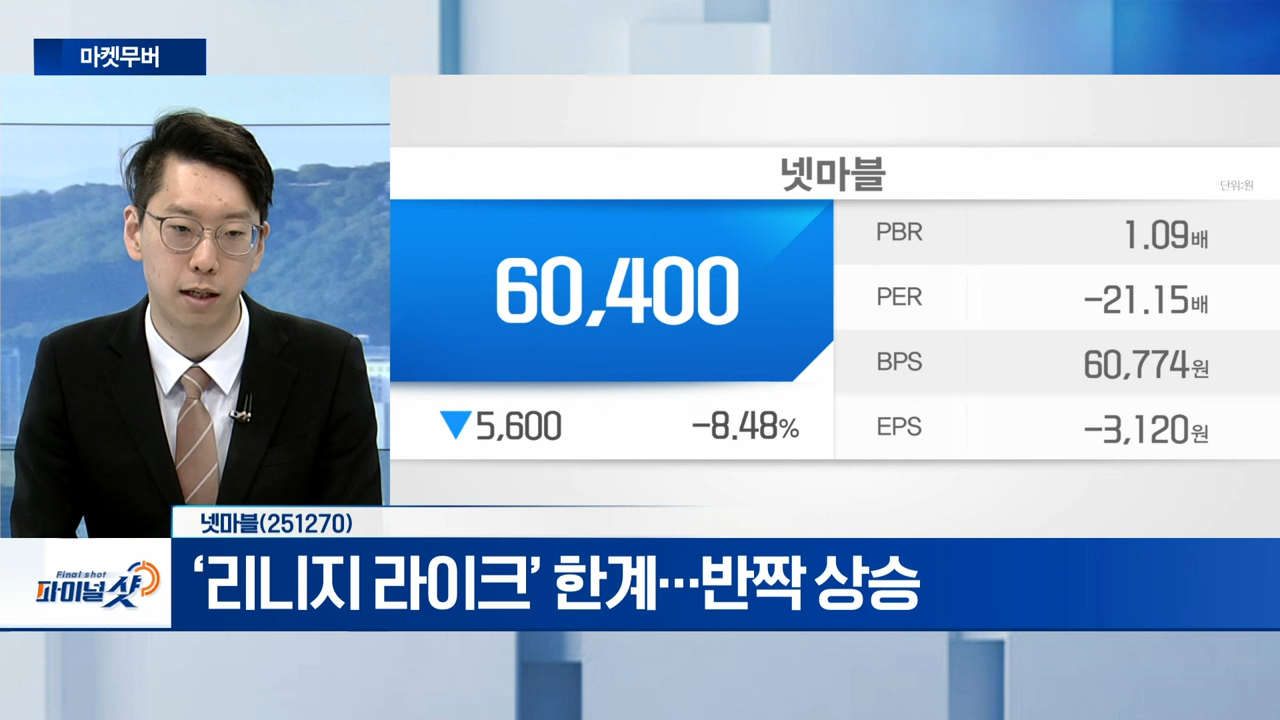 마켓무버
넷마블
단위:원
60,400
▼5,600 -8.48%
PBR 1.09배
PER -21.15배
BPS 60,774원
EPS -3,120원
넷마블(251270)
Final shot
파이널샷
‘리니지 라이크’ 한계…반짝 상승